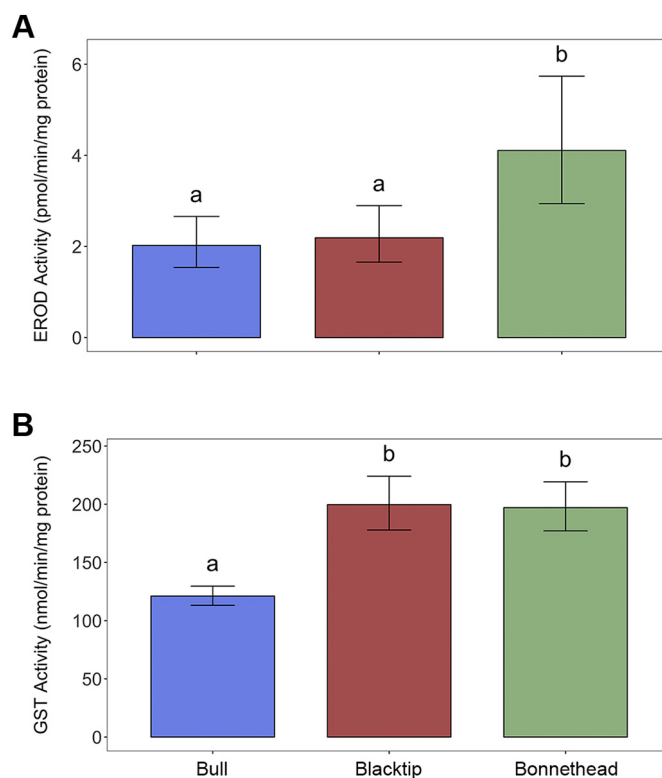 A
EROD Activity (pmol/min/mg protein)
6
4
2
0
a
a
b
B
GST Activity (nmol/min/mg protein)
250
200
150
100
50
0
a
b
b
Bull
Blacktip
Bonnethead